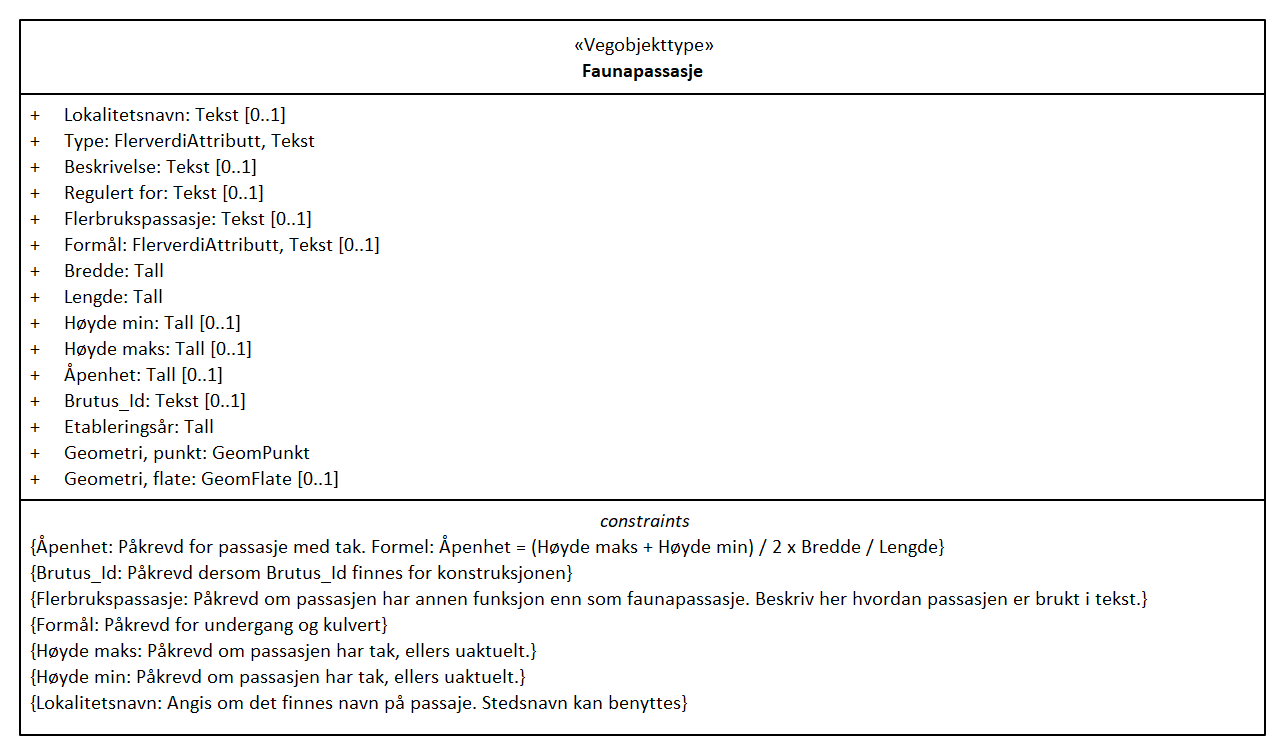 «Vegobjekttype»
Faunapassasje
+ Lokalitetsnavn: Tekst [0..1]
+ Type: FlerverdiAttributt, Tekst
+ Beskrivelse: Tekst [0..1]
+ Regulert for: Tekst [0..1]
+ Flerbrukspassasje: Tekst [0..1]
+ Formål: FlerverdiAttributt, Tekst [0..1]
+ Bredde: Tall
+ Lengde: Tall
+ Høyde min: Tall [0..1]
+ Høyde maks: Tall [0..1]
+ Åpenhet: Tall [0..1]
+ Brutus_Id: Tekst [0..1]
+ Etableringsår: Tall
+ Geometri, punkt: GeomPunkt
+ Geometri, flate: GeomFlate [0..1]
constraints
{Åpenhet: Påkrevd for passasje med tak. Formel: Åpenhet = (Høyde maks + Høyde min) / 2 x Bredde / Lengde}
{Brutus_Id: Påkrevd dersom Brutus_Id finnes for konstruksjonen}
{Flerbrukspassasje: Påkrevd om passasjen har annen funksjon enn som faunapassasje. Beskriv her hvordan passasjen er brukt i tekst.}
{Formål: Påkrevd for undergang og kulvert}
{Høyde maks: Påkrevd om passasjen har tak, ellers uaktuelt.}
{Høyde min: Påkrevd om passasjen har tak, ellers uaktuelt.}
{Lokalitetsnavn: Angis om det finnes navn på passaje. Stedsnavn kan benyttes}